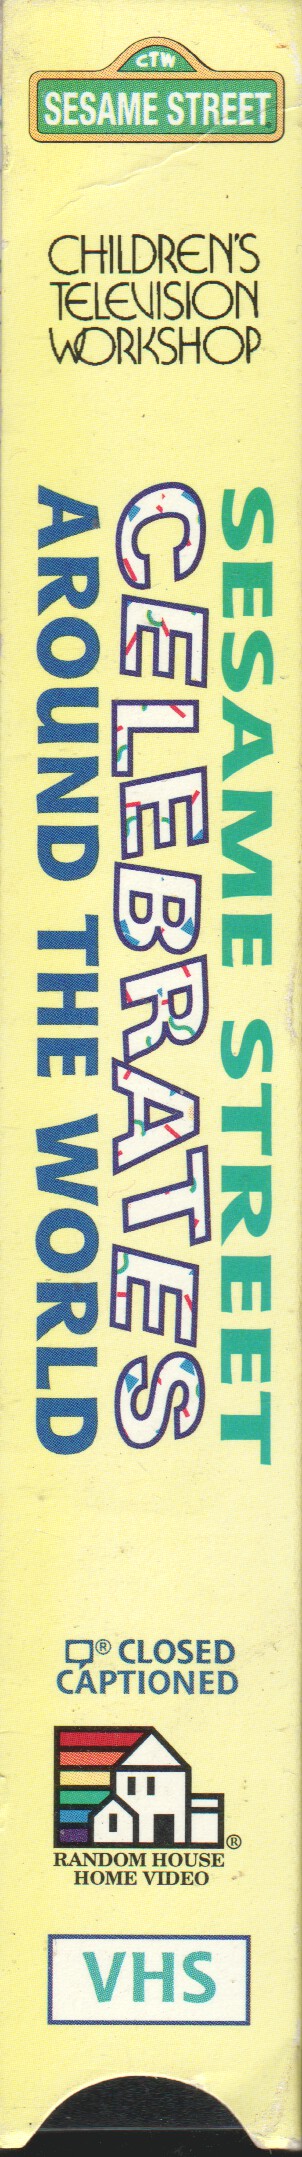 CTW
SESAME STREET®
CHILDREN'S
TELEVISION
WORKSHOP
SESAME STREET
CELEBRATES
AROUND THE WORLD
® CLOSED
CAPTIONED
®
RANDOM HOUSE
HOME VIDEO
VHS